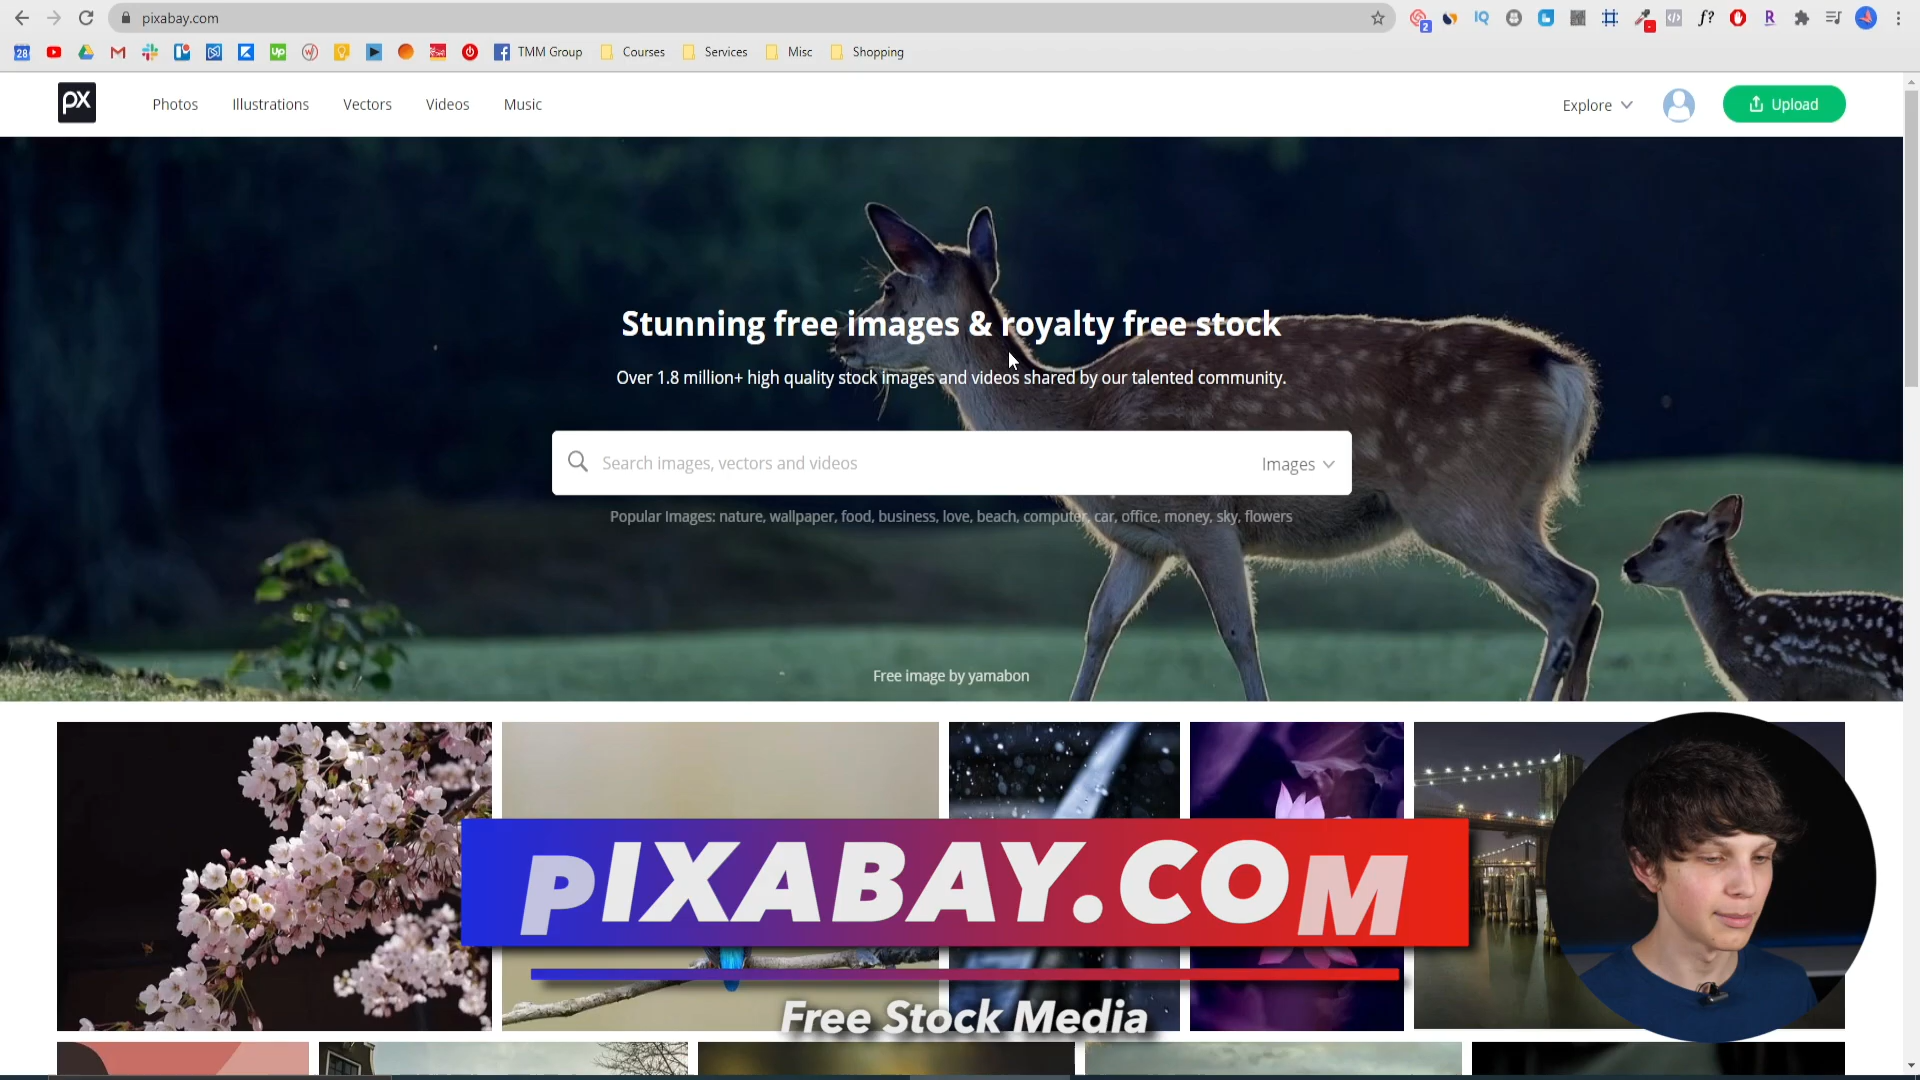 pixabay.com
28
TMM Group
Courses
Services
Misc
Shopping
px
Photos
Illustrations
Vectors
Videos
Music
Explore
Upload
Stunning free images & royalty free stock
Over 1.8 million+ high quality stock images and videos shared by our talented community.
Search images, vectors and videos
Images
Popular Images: nature, wallpaper, food, business, love, beach, computer, car, office, money, sky, flowers
Free image by yamabon
PIXABAY.COM
Free Stock Media